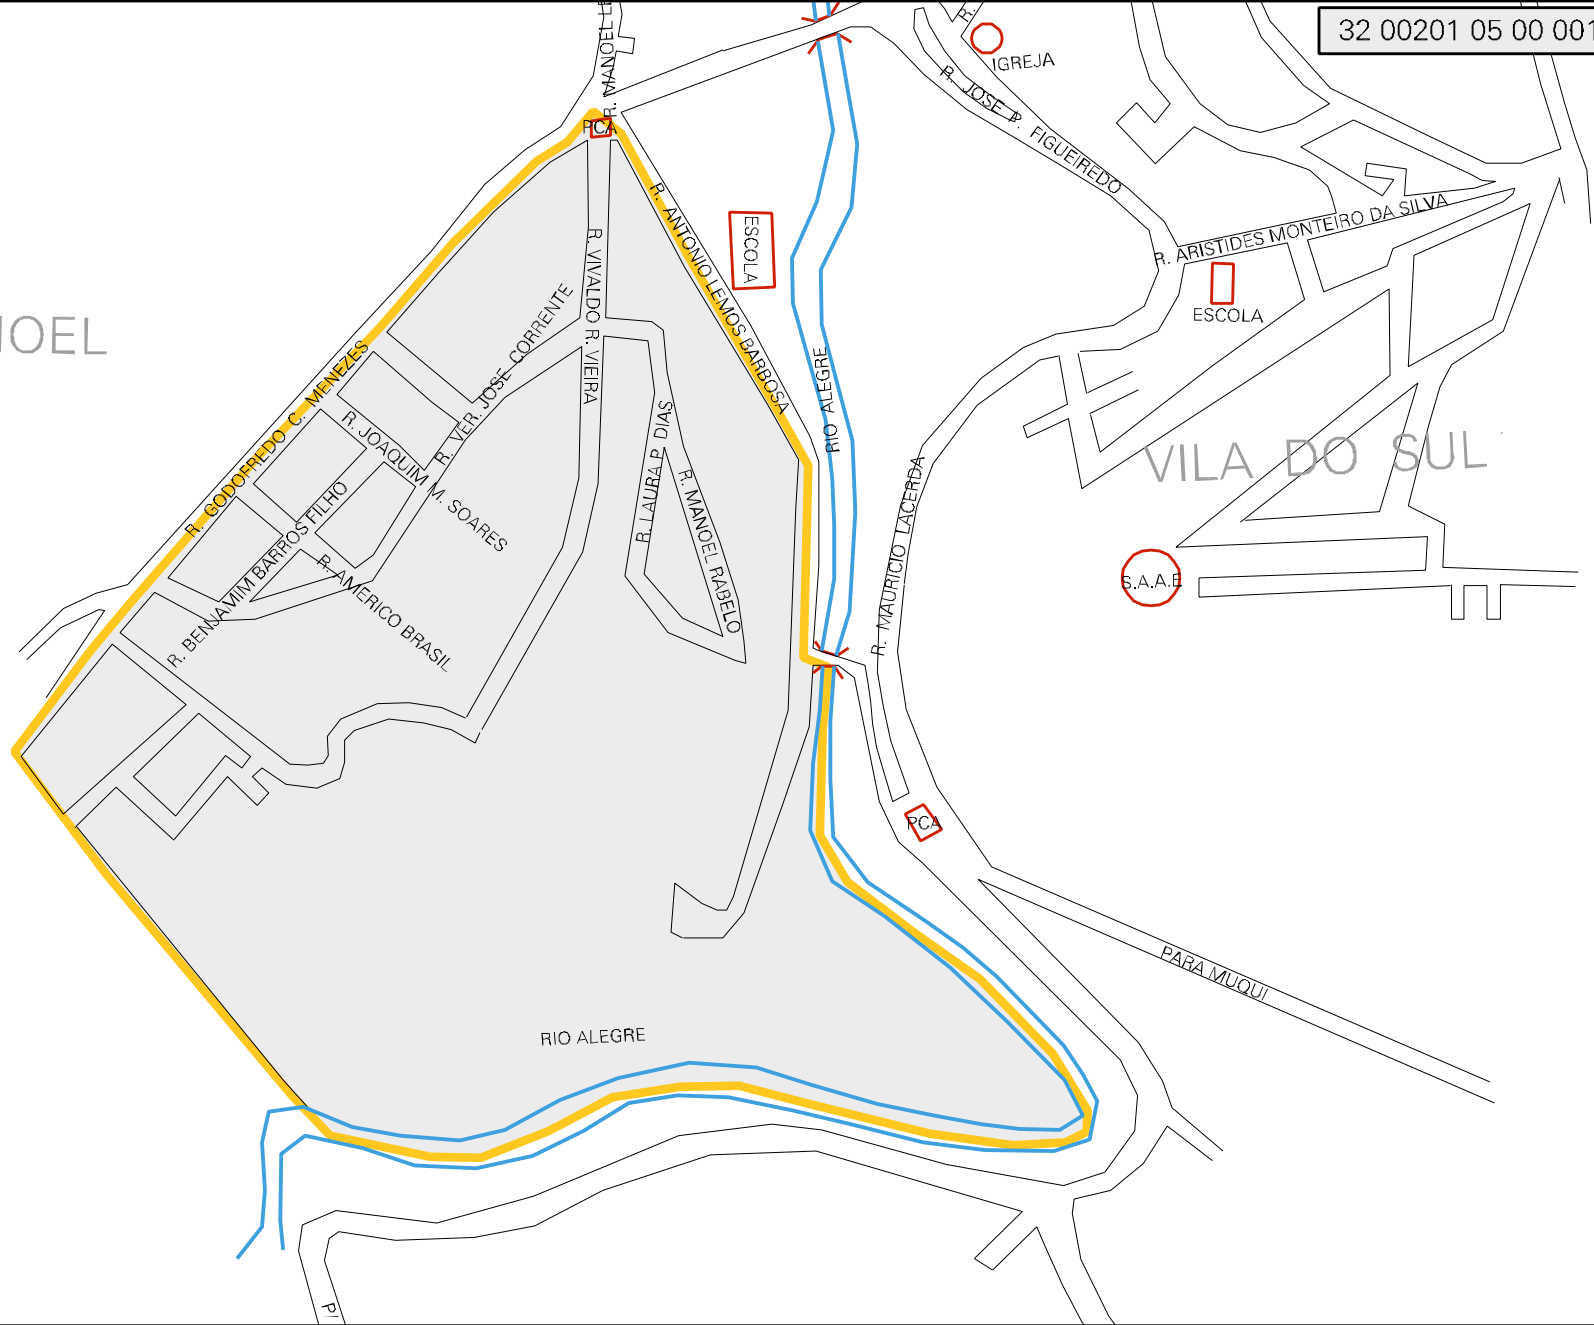 32 00201 05 00 001
R.
IGREJA
PCA
R. JOSE P. FIGUEIREDO
R. ANTONIO LEMOS BARBOSA
ESCOLA
R. ARISTIDES MONTEIRO DA SILVA
ESCOLA
R. VIVALDO R. VIEIRA
R. VER. JOSE CORRENTE
R. GODOFREDO C. MENEZES
RIO ALEGRE
R. JOAQUIM M. SOARES
R. LAURA P. DIAS
R. MANOEL RABELO
R. MAURICIO LACERDA
VILA DO SUL
R. BENJAMIM BARROS FILHO
R. AMERICO BRASIL
S.A.A.E
PCA
PARA MUQUI
RIO ALEGRE